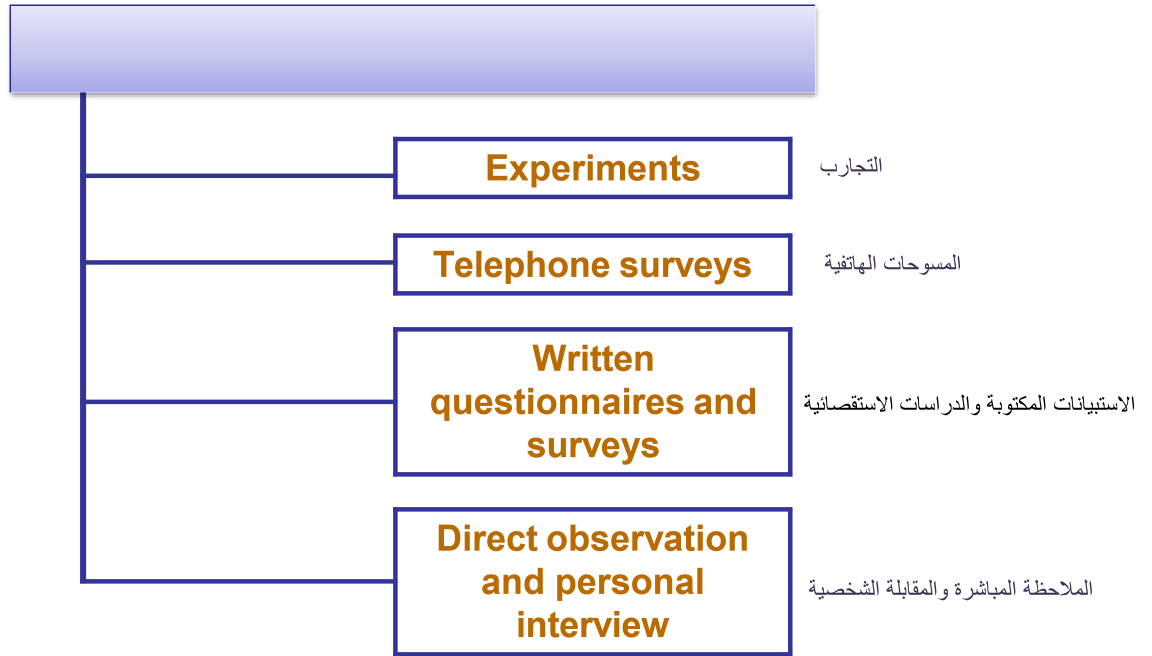 Experiments
التجارب
Telephone surveys
المسوحات الهاتفية
Written
questionnaires and
surveys
الاستبيانات المكتوبة والدراسات الاستقصائية
Direct observation
and personal
interview
الملاحظة المباشرة والمقابلة الشخصية